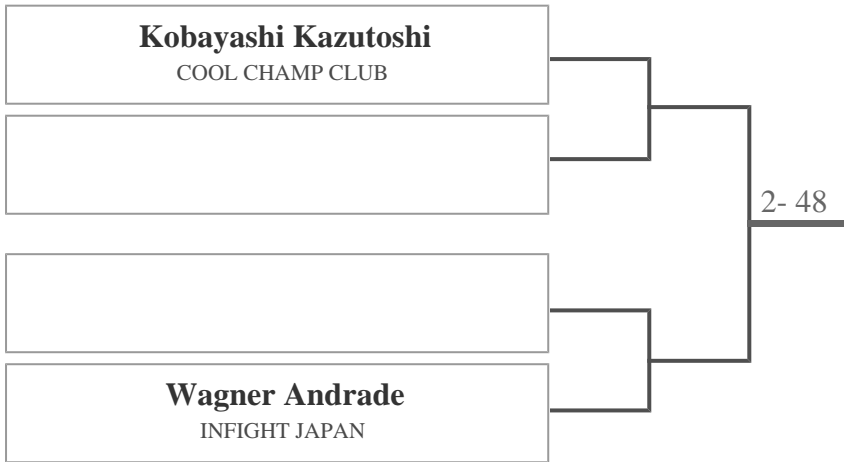 Kobayashi Kazutoshi
COOL CHAMP CLUB
2- 48
Wagner Andrade
INFIGHT JAPAN